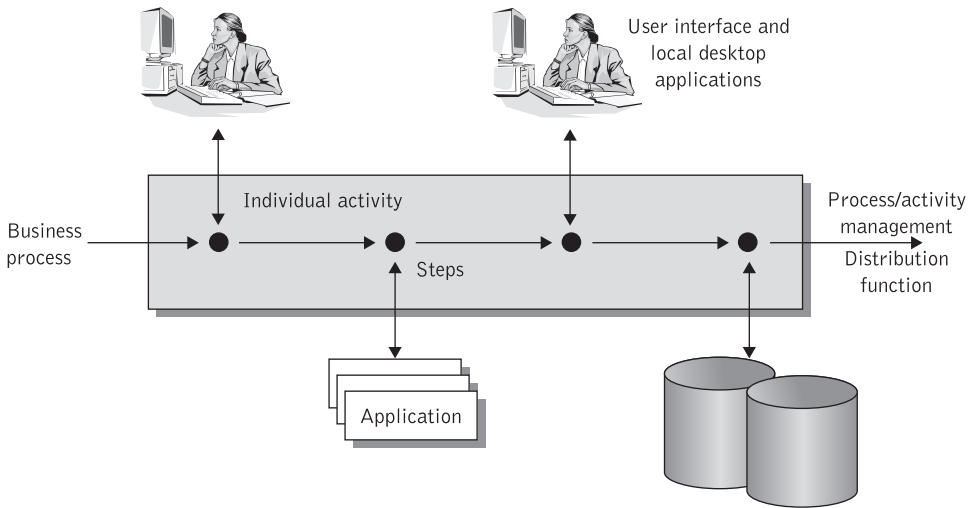 User interface and
local desktop
applications
Individual activity
Business
process
Process/activity
management
Distribution
function
Steps
Application